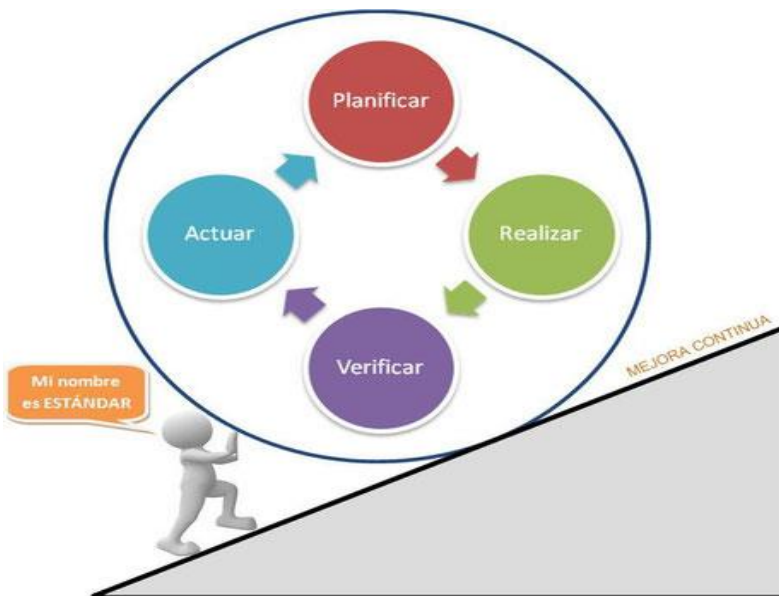 Planificar
Actuar
Realizar
Verificar
MEJORA CONTINUA
Mi nombre
es ESTÁNDAR